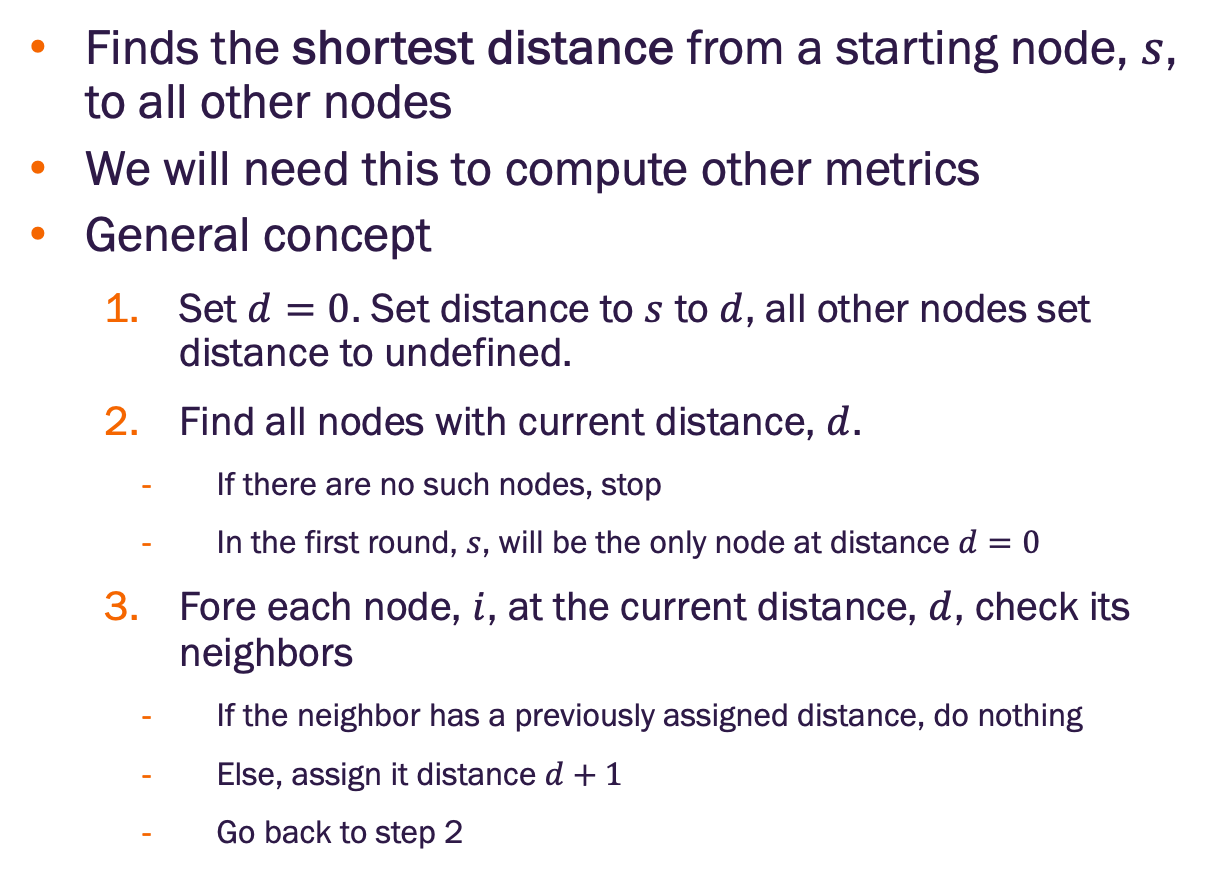 • Finds the shortest distance from a starting node, s,
to all other nodes
• We will need this to compute other metrics
• General concept
1. Set d = 0. Set distance to s to d, all other nodes set
distance to undefined.
2. Find all nodes with current distance, d.
- If there are no such nodes, stop
- In the first round, s, will be the only node at distance d = 0
3. Fore each node, i, at the current distance, d, check its
neighbors
- If the neighbor has a previously assigned distance, do nothing
- Else, assign it distance d + 1
- Go back to step 2